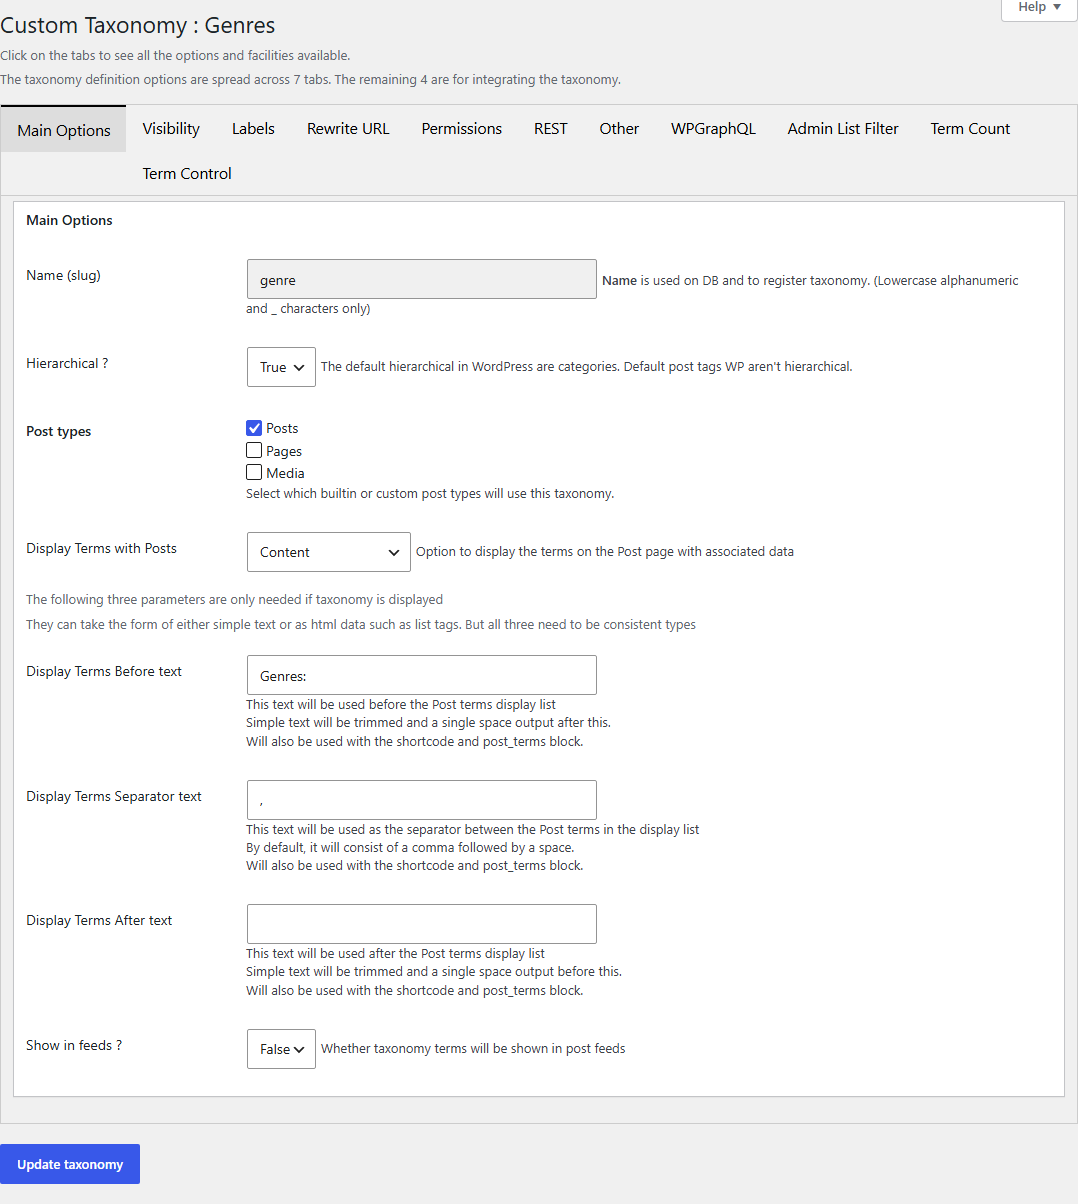 Help ▼
Custom Taxonomy : Genres
Click on the tabs to see all the options and facilities available.
The taxonomy definition options are spread across 7 tabs. The remaining 4 are for integrating the taxonomy.
Main Options Visibility Labels Rewrite URL Permissions REST Other WPGraphQL Admin List Filter Term Count
Term Control
Main Options
Name (slug) genre Name is used on DB and to register taxonomy. (Lowercase alphanumeric
and _ characters only)
Hierarchical ? True The default hierarchical in WordPress are categories. Default post tags WP aren't hierarchical.
Post types Posts
Pages
Media
Select which builtin or custom post types will use this taxonomy.
Display Terms with Posts Content Option to display the terms on the Post page with associated data
The following three parameters are only needed if taxonomy is displayed
They can take the form of either simple text or as html data such as list tags. But all three need to be consistent types
Display Terms Before text Genres:
This text will be used before the Post terms display list
Simple text will be trimmed and a single space output after this.
Will also be used with the shortcode and post_terms block.
Display Terms Separator text ,
This text will be used as the separator between the Post terms in the display list
By default, it will consist of a comma followed by a space.
Will also be used with the shortcode and post_terms block.
Display Terms After text
This text will be used after the Post terms display list
Simple text will be trimmed and a single space output before this.
Will also be used with the shortcode and post_terms block.
Show in feeds ? False Whether taxonomy terms will be shown in post feeds
Update taxonomy